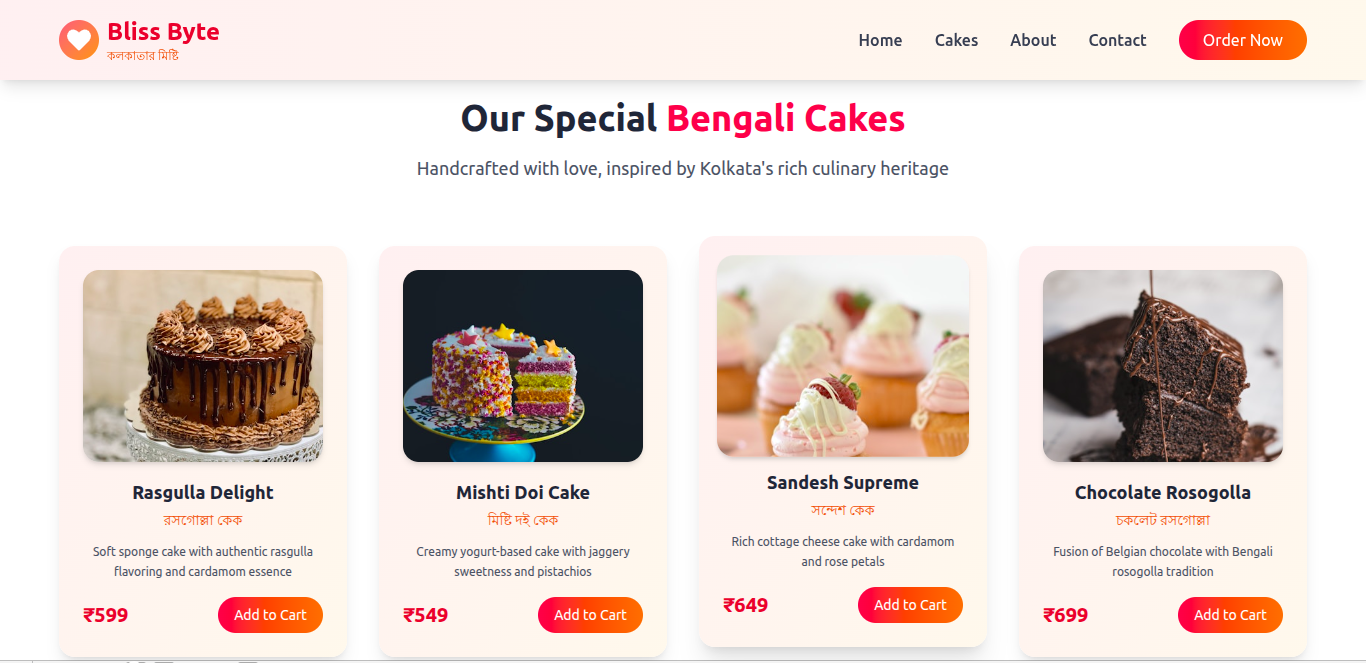 Bliss Byte
কলকাতার মিষ্টি
Home Cakes About Contact Order Now
Our Special Bengali Cakes
Handcrafted with love, inspired by Kolkata's rich culinary heritage
Rasgulla Delight
রসগোল্লা কেক
Soft sponge cake with authentic rasgulla
flavoring and cardamom essence
₹599 Add to Cart
Mishti Doi Cake
মিষ্টি দই কেক
Creamy yogurt-based cake with jaggery
sweetness and pistachios
₹549 Add to Cart
Sandesh Supreme
সন্দেশ কেক
Rich cottage cheese cake with cardamom
and rose petals
₹649 Add to Cart
Chocolate Rosogolla
চকলেট রসগোল্লা
Fusion of Belgian chocolate with Bengali
rosogolla tradition
₹699 Add to Cart